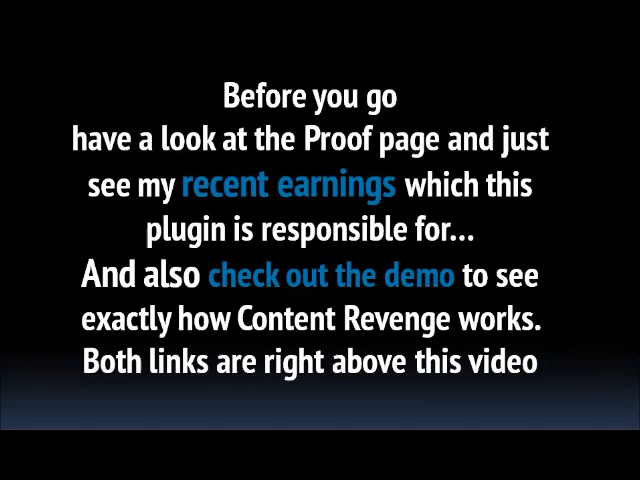 Before you go
have a look at the Proof page and just
see my recent earnings which this
plugin is responsible for...
And also check out the demo to see
exactly how Content Revenge works.
Both links are right above this video